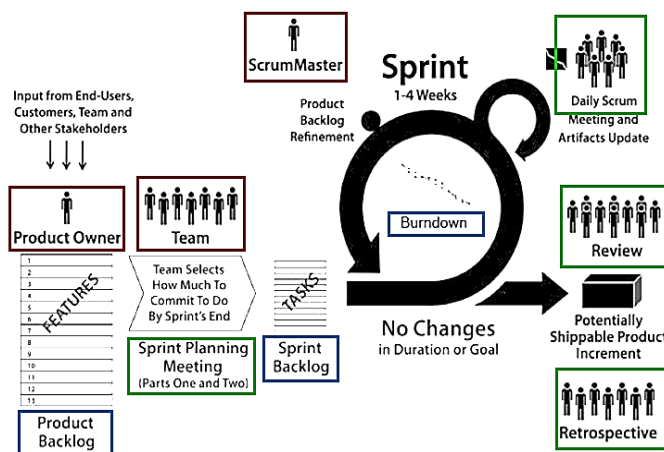 ScrumMaster
Sprint
1-4 Weeks
Product
Backlog
Refinement
Daily Scrum
Meeting and
Artifacts Update
Input from End-Users,
Customers, Team and
Other Stakeholders
Product Owner
Team
Burndown
Review
1
2
3
4
5
6
7
8
9
10
11
12
13
FEATURES
Team Selects
How Much To
Commit To Do
By Sprint's End
TASKS
No Changes
in Duration or Goal
Potentially
Shippable Product
Increment
Sprint Planning
Meeting
(Parts One and Two)
Sprint
Backlog
Product
Backlog
Retrospective